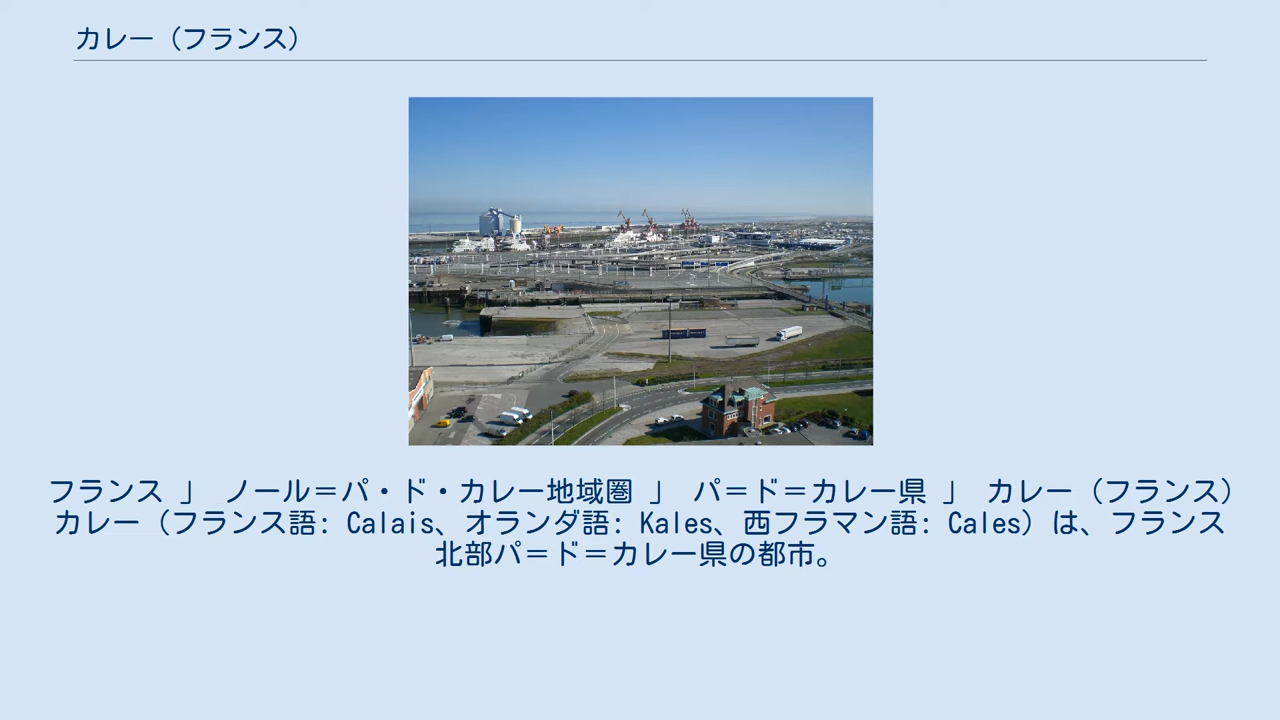 カレー（フランス）
フランス 」 ノール＝パ・ド・カレー地域圏 」 パ＝ド＝カレー県 」 カレー（フランス）
カレー（フランス語: Calais、オランダ語: Kales、西フラマン語: Cales）は、フランス
北部パ＝ド＝カレー県の都市。